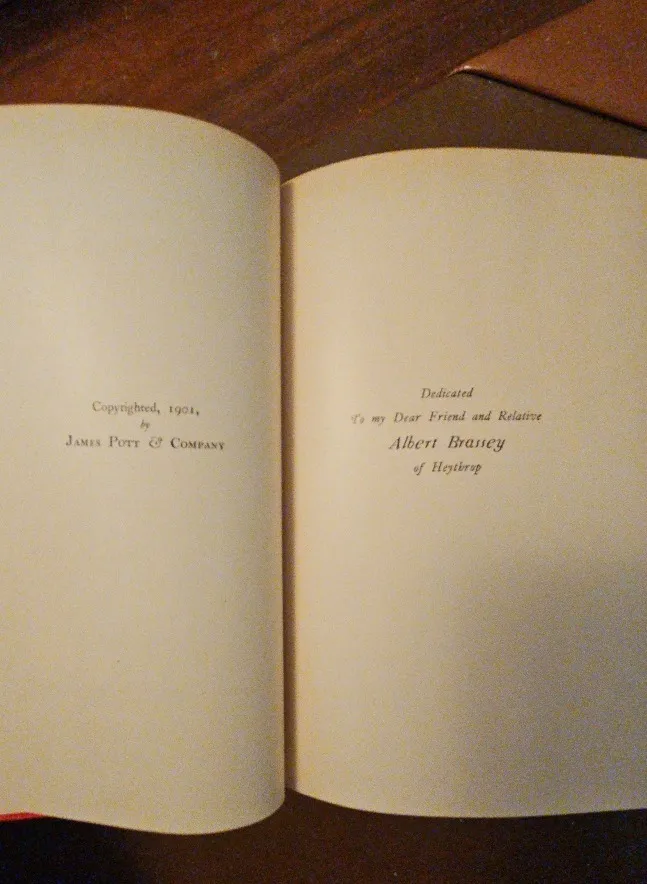 Copyrighted, 1901,
by
James Pott & Company
Dedicated
To my Dear Friend and Relative
Albert Brassey
of Heythrop